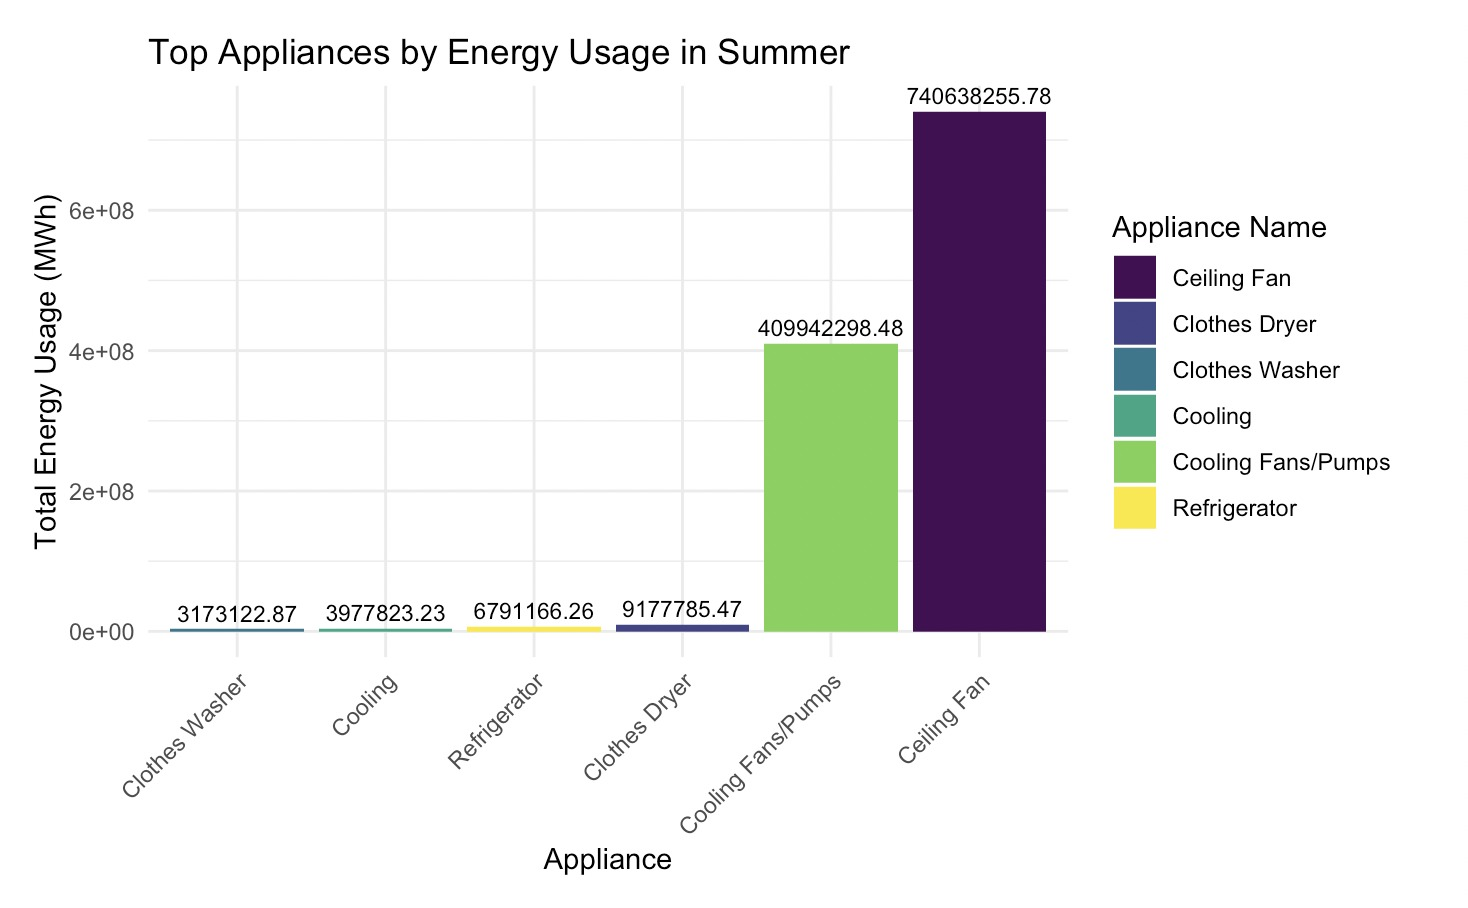 Top Appliances by Energy Usage in Summer
Total Energy Usage (MWh)
6e+08
4e+08
2e+08
0e+00
3173122.87
3977823.23
6791166.26
9177785.47
409942298.48
740638255.78
Clothes Washer
Cooling
Refrigerator
Clothes Dryer
Cooling Fans/Pumps
Ceiling Fan
Appliance
Appliance Name
Ceiling Fan
Clothes Dryer
Clothes Washer
Cooling
Cooling Fans/Pumps
Refrigerator